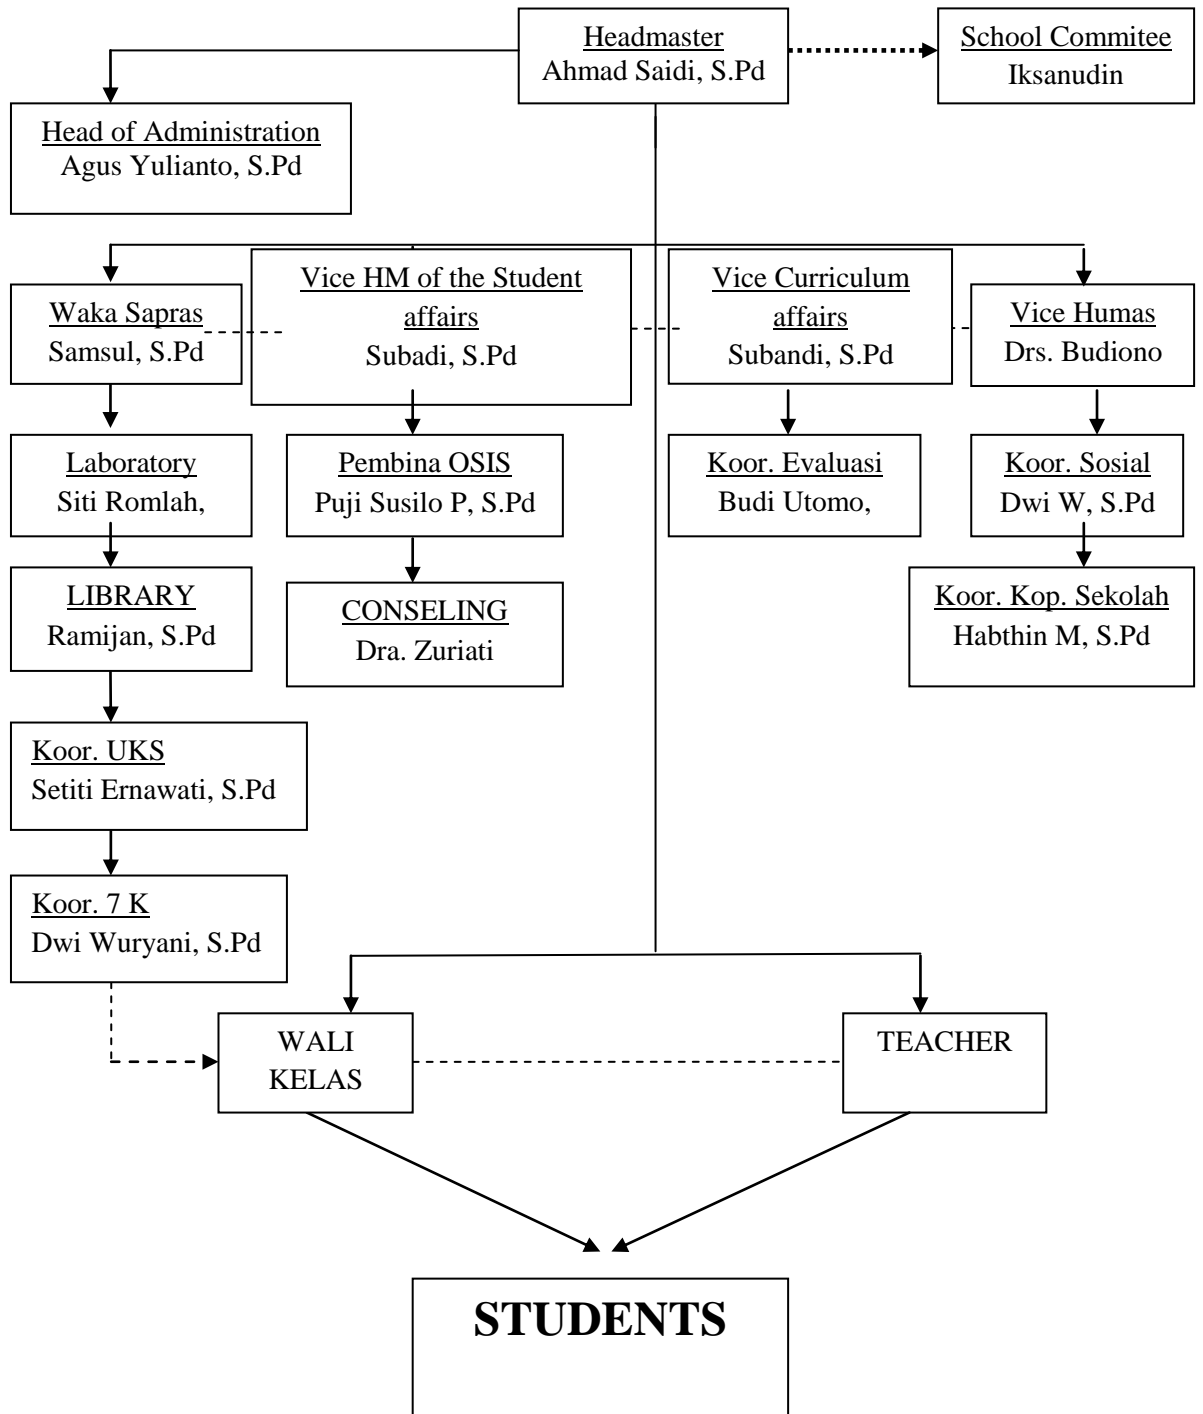 Headmaster
Ahmad Saidi, S.Pd
School Commitee
Iksanudin
Head of Administration
Agus Yulianto, S.Pd
Waka Sapras
Samsul, S.Pd
Vice HM of the Student
affairs
Subadi, S.Pd
Vice Curriculum
affairs
Subandi, S.Pd
Vice Humas
Drs. Budiono
Laboratory
Siti Romlah,
Pembina OSIS
Puji Susilo P, S.Pd
Koor. Evaluasi
Budi Utomo,
Koor. Sosial
Dwi W, S.Pd
LIBRARY
Ramijan, S.Pd
CONSELING
Dra. Zuriati
Koor. Kop. Sekolah
Habthin M, S.Pd
Koor. UKS
Setiti Ernawati, S.Pd
Koor. 7 K
Dwi Wuryani, S.Pd
WALI
KELAS
TEACHER
STUDENTS